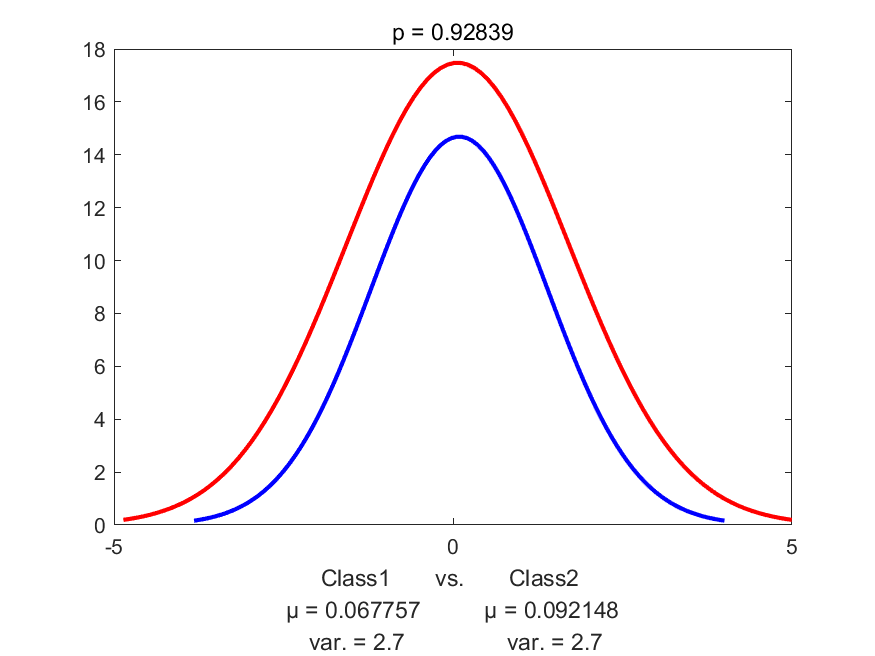 p = 0.92839
18
16
14
12
10
8
6
4
2
0
-5 0 5
Class1 vs. Class2
μ = 0.067757 μ = 0.092148
var. = 2.7 var. = 2.7